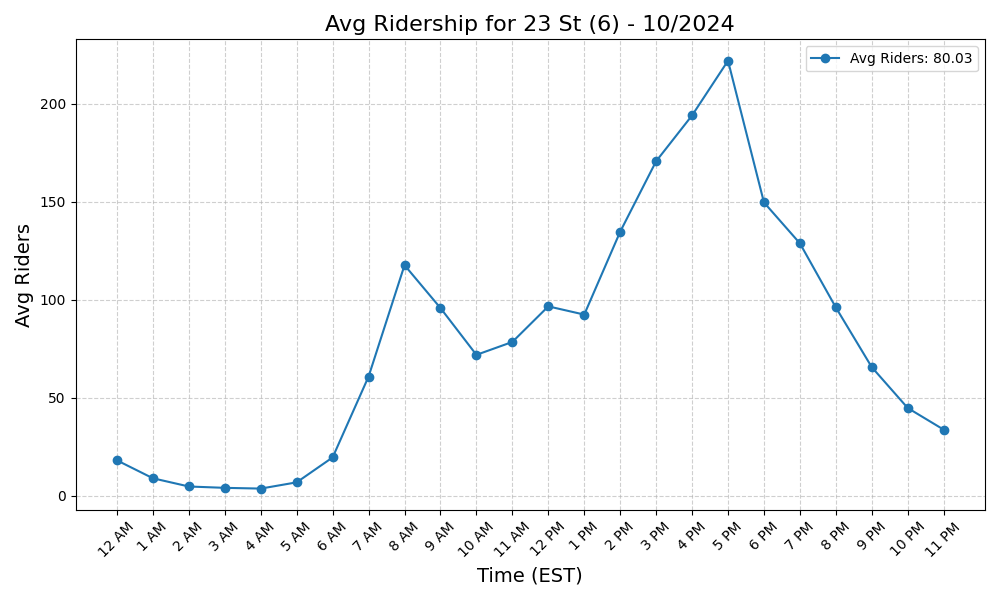 Avg Ridership for 23 St (6) - 10/2024
Avg Riders: 80.03
Avg Riders
200
150
100
50
0
12 AM 1 AM 2 AM 3 AM 4 AM 5 AM 6 AM 7 AM 8 AM 9 AM 10 AM 11 AM 12 PM 1 PM 2 PM 3 PM 4 PM 5 PM 6 PM 7 PM 8 PM 9 PM 10 PM 11 PM
Time (EST)